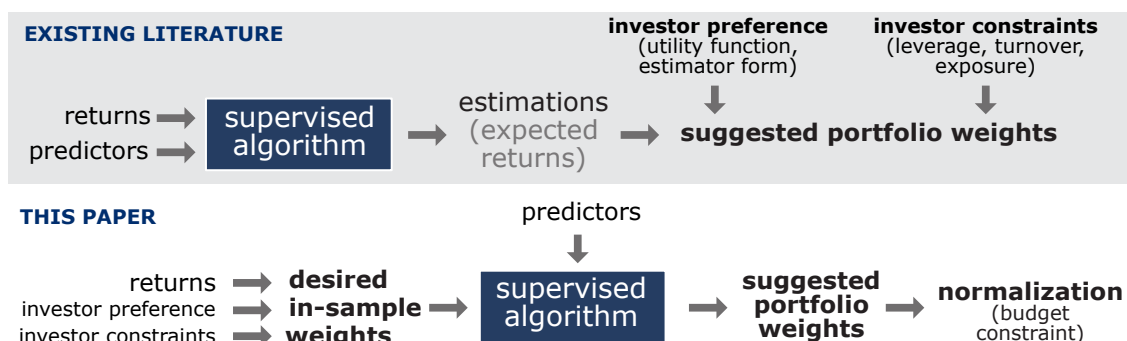 EXISTING LITERATURE
investor preference
(utility function,
estimator form)
investor constraints
(leverage, turnover,
exposure)
returns
predictors
supervised
algorithm
estimations
(expected
returns)
suggested portfolio weights
THIS PAPER
predictors
returns
investor preference
investor constraints
desired
in-sample
weights
supervised
algorithm
suggested
portfolio
weights
normalization
(budget
constraint)